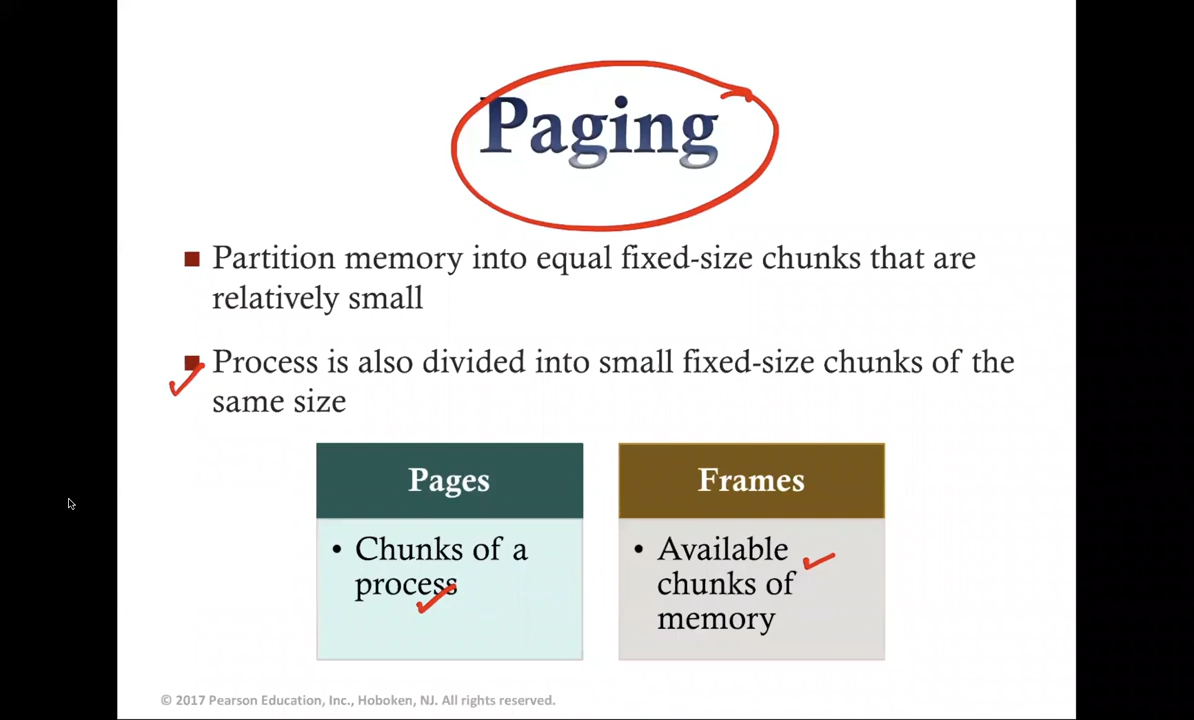 Paging
Partition memory into equal fixed-size chunks that are
relatively small
Process is also divided into small fixed-size chunks of the
same size
Pages
• Chunks of a
process
Frames
• Available
chunks of
memory
© 2017 Pearson Education, Inc., Hoboken, NJ. All rights reserved.